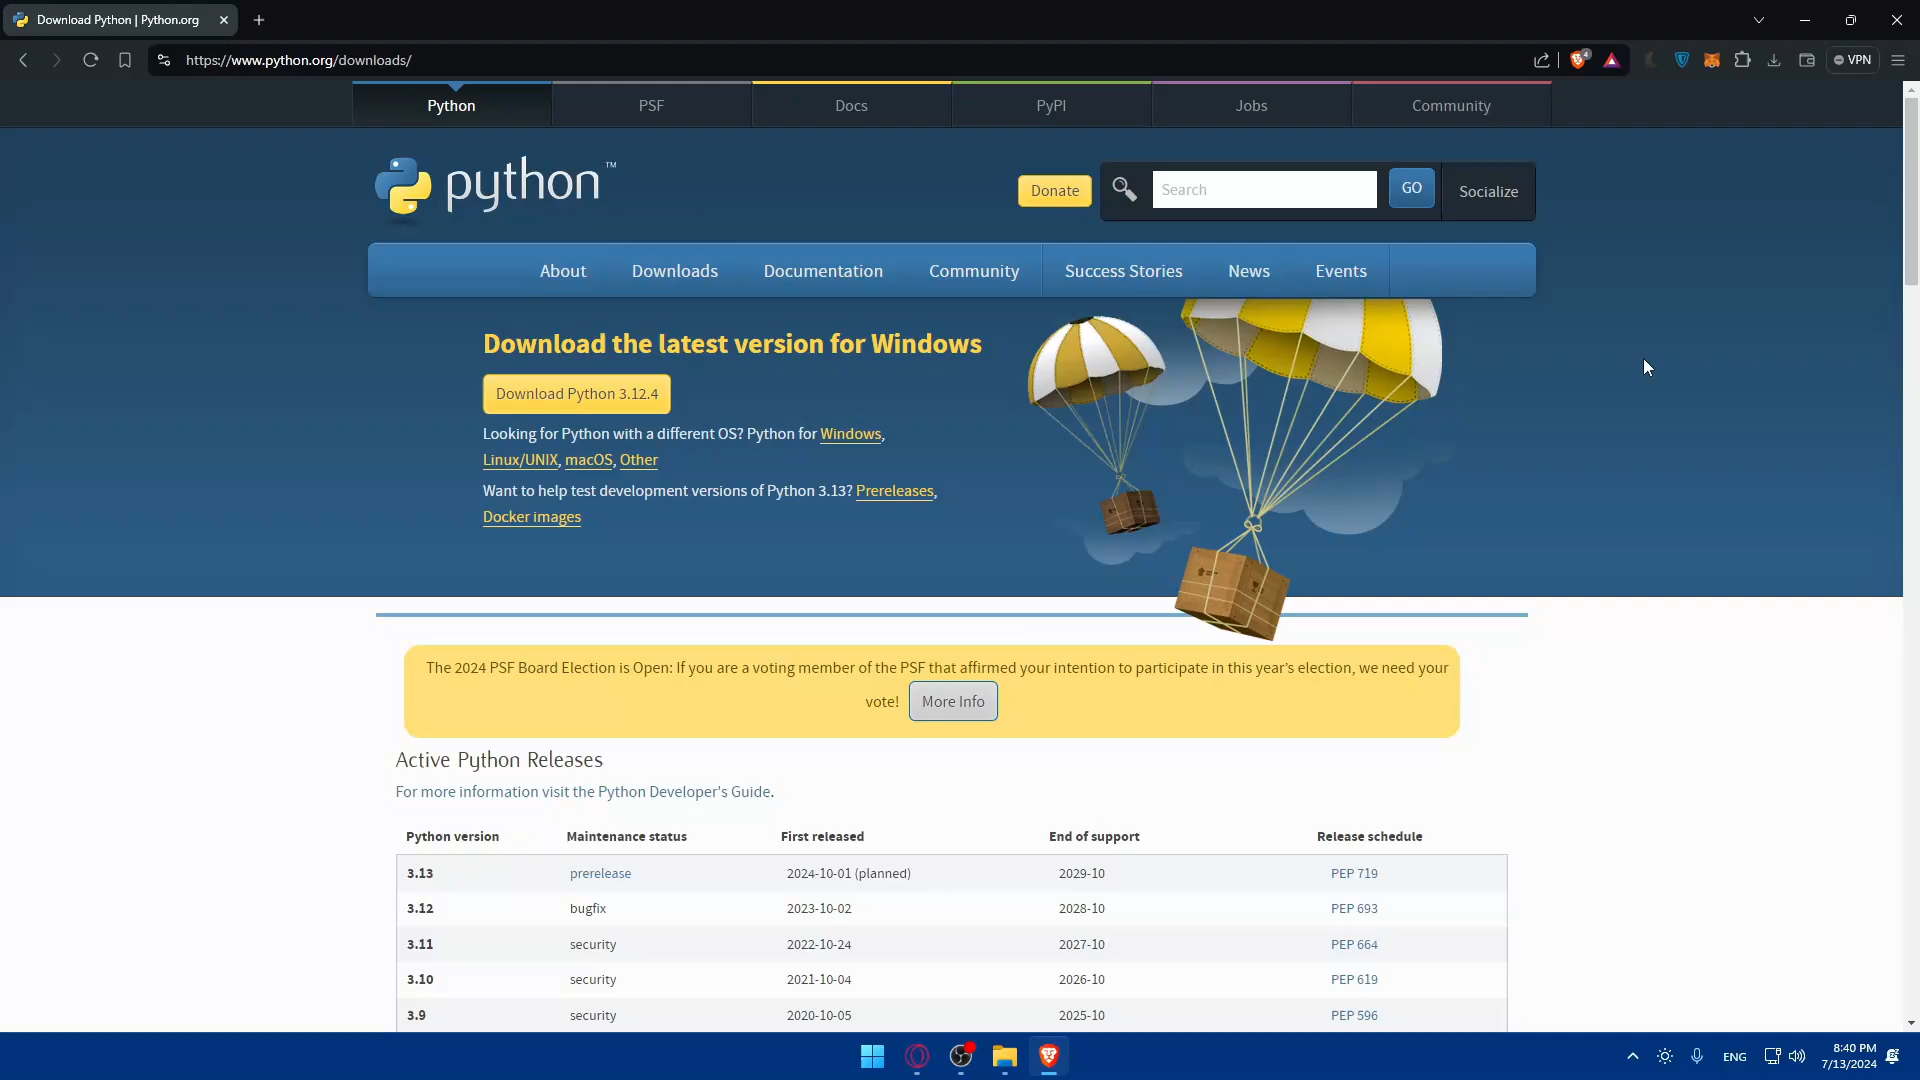 Download Python | Python.org
https://www.python.org/downloads/
4
VPN
Python
PSF
Docs
PyPI
Jobs
Community
python™
Donate
Search
GO
Socialize
About
Downloads
Documentation
Community
Success Stories
News
Events
Download the latest version for Windows
Download Python 3.12.4
Looking for Python with a different OS? Python for Windows,
Linux/UNIX, macOS, Other
Want to help test development versions of Python 3.13? Prereleases,
Docker images
The 2024 PSF Board Election is Open: If you are a voting member of the PSF that affirmed your intention to participate in this year’s election, we need your
vote! More Info
Active Python Releases
For more information visit the Python Developer's Guide.
Python version Maintenance status First released End of support Release schedule
3.13 prerelease 2024-10-01 (planned) 2029-10 PEP 719
3.12 bugfix 2023-10-02 2028-10 PEP 693
3.11 security 2022-10-24 2027-10 PEP 664
3.10 security 2021-10-04 2026-10 PEP 619
3.9 security 2020-10-05 2025-10 PEP 596
ENG
8:40 PM
7/13/2024